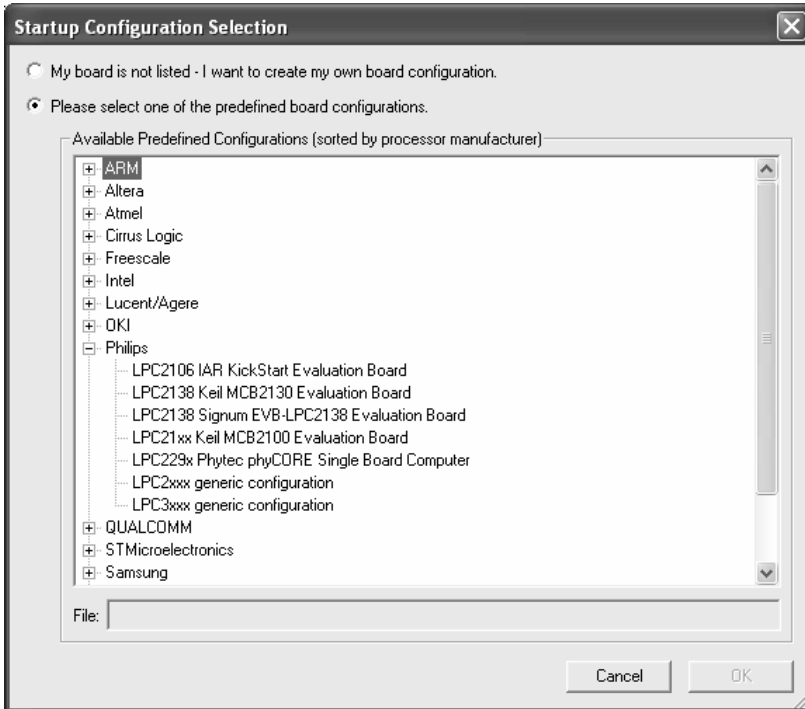 Startup Configuration Selection
My board is not listed - I want to create my own board configuration.
Please select one of the predefined board configurations.
Available Predefined Configurations (sorted by processor manufacturer)
ARM
Altera
Atmel
Cirrus Logic
Freescale
Intel
Lucent/Agere
OKI
Philips
LPC2106 IAR KickStart Evaluation Board
LPC2138 Keil MCB2130 Evaluation Board
LPC2138 Signum EVB-LPC2138 Evaluation Board
LPC21xx Keil MCB2100 Evaluation Board
LPC229x Phytec phyCORE Single Board Computer
LPC2xxx generic configuration
LPC3xxx generic configuration
QUALCOMM
STMicroelectronics
Samsung
File:
Cancel OK